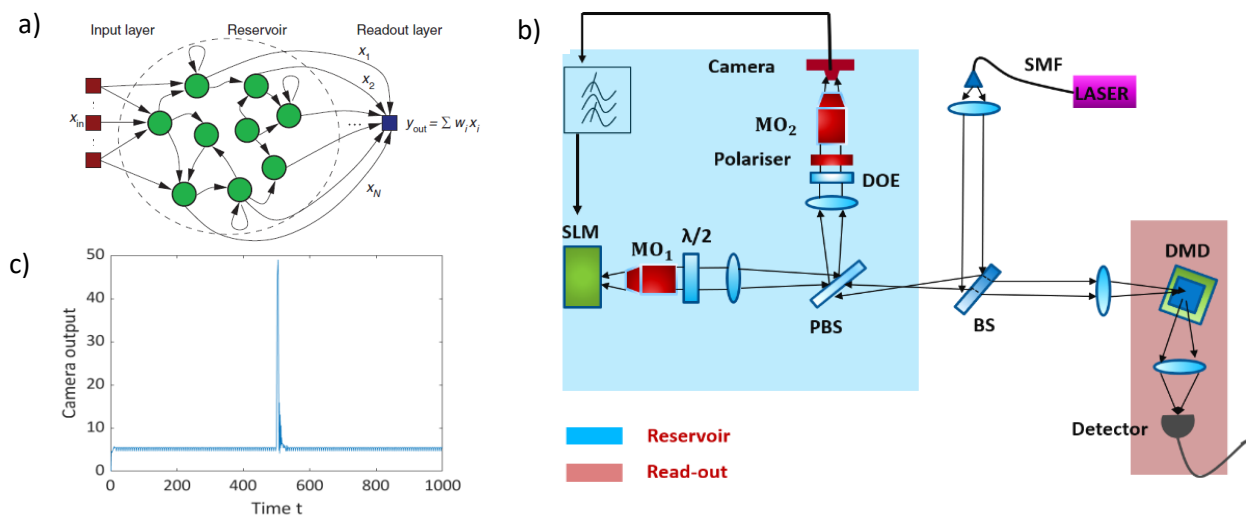 a)
Input layer
Reservoir
Readout layer
x1
x2
xin
...
yout = ∑ wi xi
xN
b)
Camera
SMF
LASER
MO2
Polariser
DOE
SLM
MO1
λ/2
DMD
PBS
BS
Detector
Reservoir
Read-out
c)
Camera output
50
40
30
20
10
0
0 200 400 600 800 1000
Time t